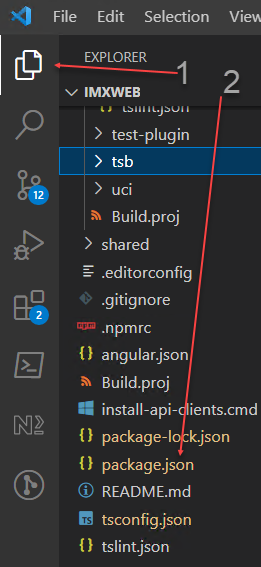 File Edit Selection View
EXPLORER
1
2
IMXWEB
tslint.json
test-plugin
tsb
uci
Build.proj
shared
.editorconfig
.gitignore
.npmrc
angular.json
Build.proj
install-api-clients.cmd
package-lock.json
package.json
README.md
TS tsconfig.json
tslint.json
12
2
N